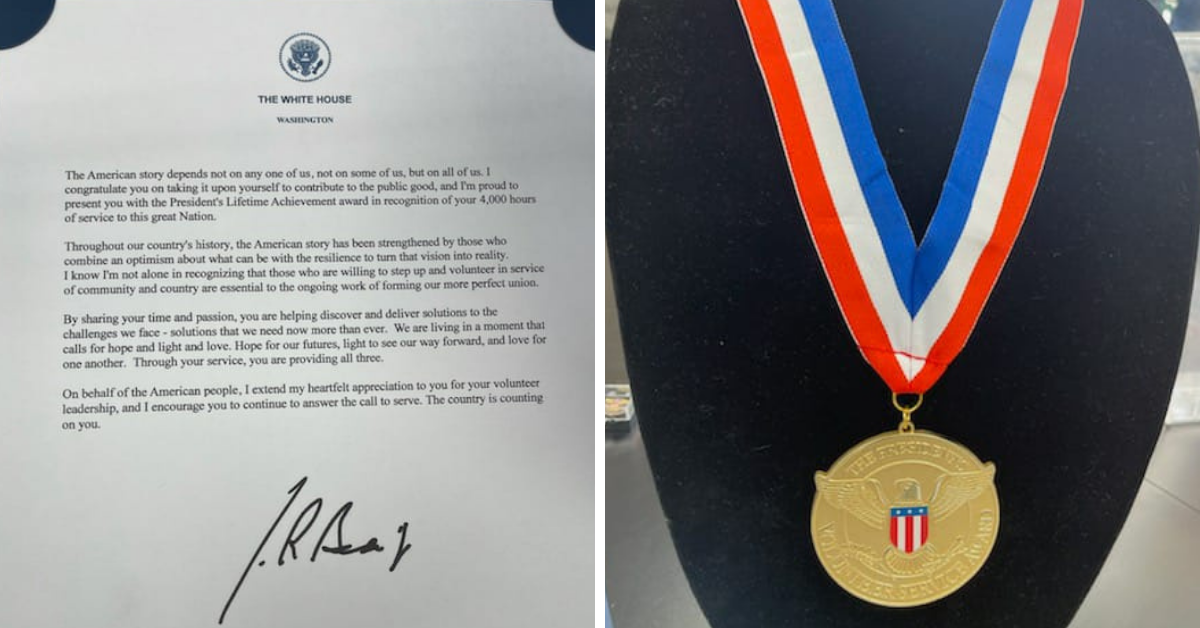 THE WHITE HOUSE
WASHINGTON
The American story depends not on any one of us, not on some of us, but on all of us. I
congratulate you on taking it upon yourself to contribute to the public good, and I'm proud to
present you with the President's Lifetime Achievement award in recognition of your 4,000 hours
of service to this great Nation.
Throughout our country's history, the American story has been strengthened by those who
combine an optimism about what can be with the resilience to turn that vision into reality.
I know I'm not alone in recognizing that those who are willing to step up and volunteer in service
of community and country are essential to the ongoing work of forming our more perfect union.
By sharing your time and passion, you are helping discover and deliver solutions to the
challenges we face - solutions that we need now more than ever. We are living in a moment that
calls for hope and light and love. Hope for our futures, light to see our way forward, and love for
one another. Through your service, you are providing all three.
On behalf of the American people, I extend my heartfelt appreciation to you for your volunteer
leadership, and I encourage you to continue to answer the call to serve. The country is counting
on you.
THE PRESIDENT'S
VOLUNTEER SERVICE AWARD